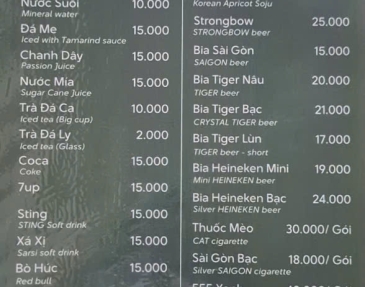 Nước Suối 10.000
Mineral water
Đá Me 15.000
Iced with Tamarind sauce
Chanh Dây 15.000
Passion Juice
Nước Mía 15.000
Sugar Cane Juice
Trà Đá Ca 10.000
Iced tea (Big cup)
Trà Đá Ly 2.000
Iced tea (Glass)
Coca 15.000
Coke
7up 15.000
Sting 15.000
STING Soft drink
Xá Xị 15.000
Sarsi soft drink
Bò Húc 15.000
Red bull
Korean Apricot Soju
Strongbow 25.000
STRONGBOW beer
Bia Sài Gòn 15.000
SAIGON beer
Bia Tiger Nâu 20.000
TIGER beer
Bia Tiger Bạc 21.000
CRYSTAL TIGER beer
Bia Tiger Lùn 17.000
TIGER beer - short
Bia Heineken Mini 19.000
Mini HEINEKEN beer
Bia Heineken Bạc 24.000
Silver HEINEKEN beer
Thuốc Mèo 30.000/ Gói
CAT cigarette
Sài Gòn Bạc 18.000/ Gói
Silver SAIGON cigarette